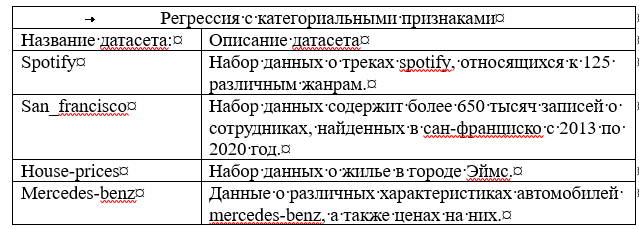 Регрессия с категориальными признаками
Название датасета: Описание датасета
Spotify Набор данных о треках spotify, относящихся к 125
различным жанрам.
San_francisco Набор данных содержит более 650 тысяч записей о
сотрудниках, найденных в сан-франциско с 2013 по
2020 год.
House-prices Набор данных о жилье в городе Эймс.
Mercedes-benz Данные о различных характеристиках автомобилей
mercedes-benz, а также ценах на них.